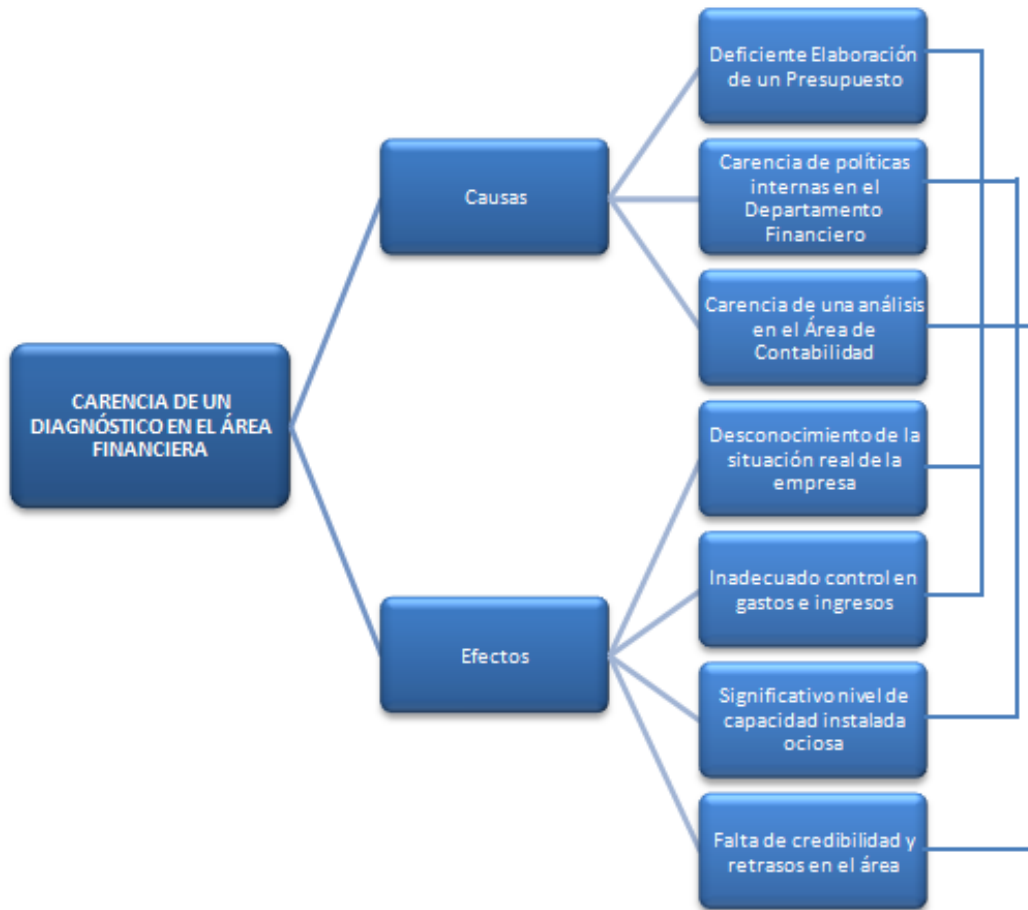 Deficiente Elaboración
de un Presupuesto
Carencia de políticas
internas en el
Departamento
Financiero
Causas
Carencia de una análisis
en el Área de
Contabilidad
CARENCIA DE UN
DIAGNÓSTICO EN EL ÁREA
FINANCIERA
Desconocimiento de la
situación real de la
empresa
Inadecuado control en
gastos e ingresos
Efectos
Significativo nivel de
capacidad instalada
ociosa
Falta de credibilidad y
retrasos en el área